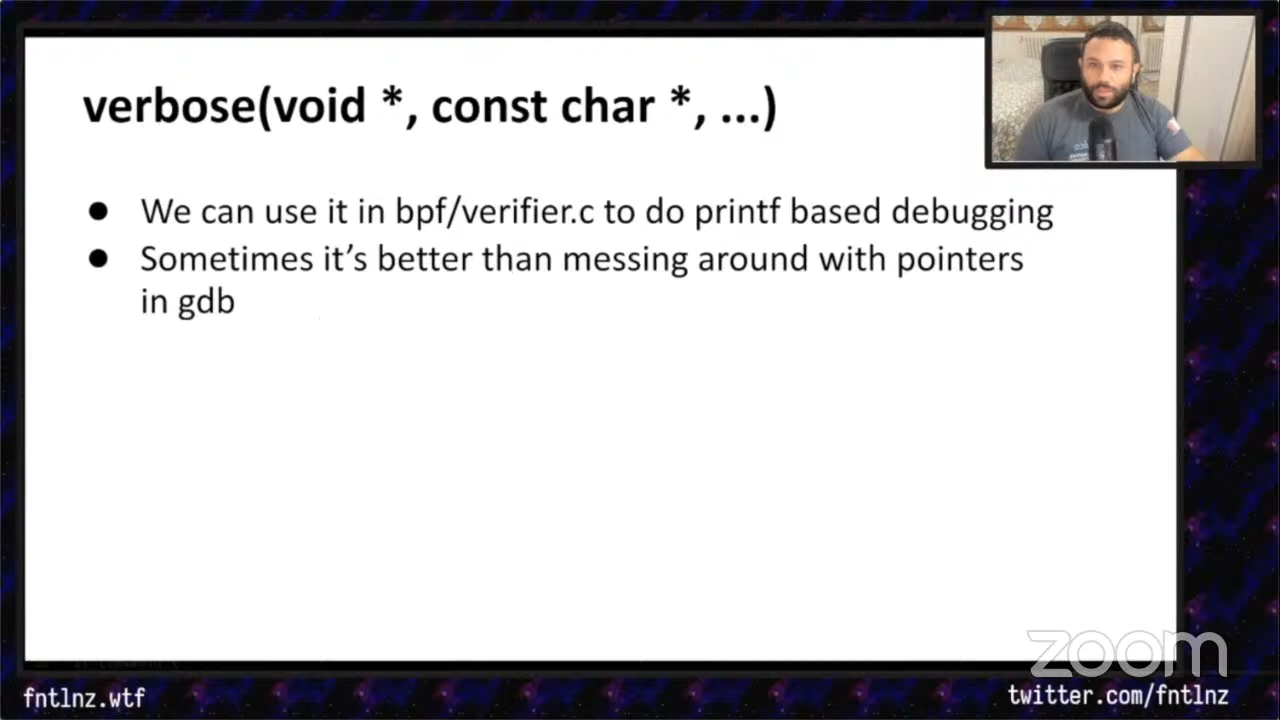 verbose(void *, const char *, ...)
● We can use it in bpf/verifier.c to do printf based debugging
● Sometimes it’s better than messing around with pointers
in gdb
zoom
fntlnz.wtf
twitter.com/fntlnz